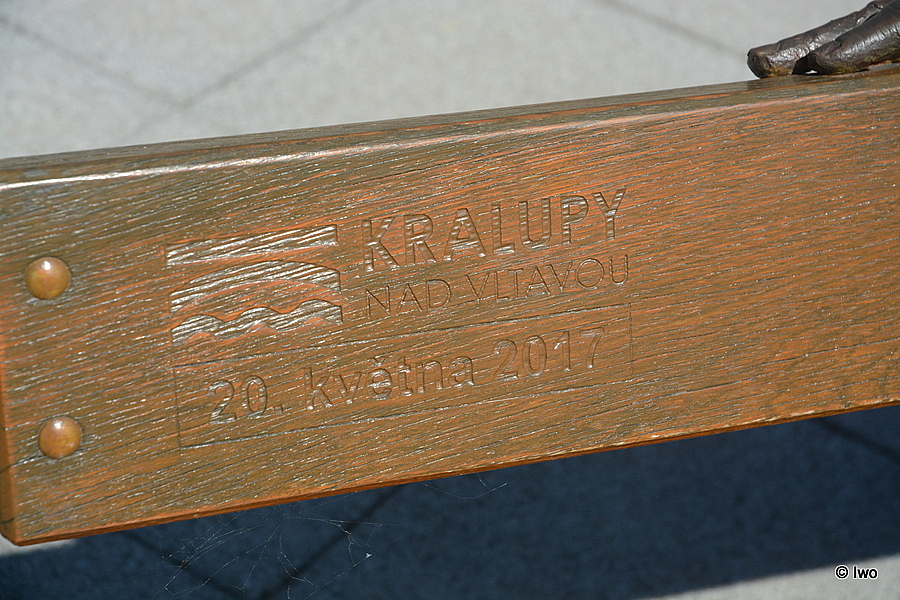 KRALUPY
NAD VLTAVOU
20. května 2017
© Iwo